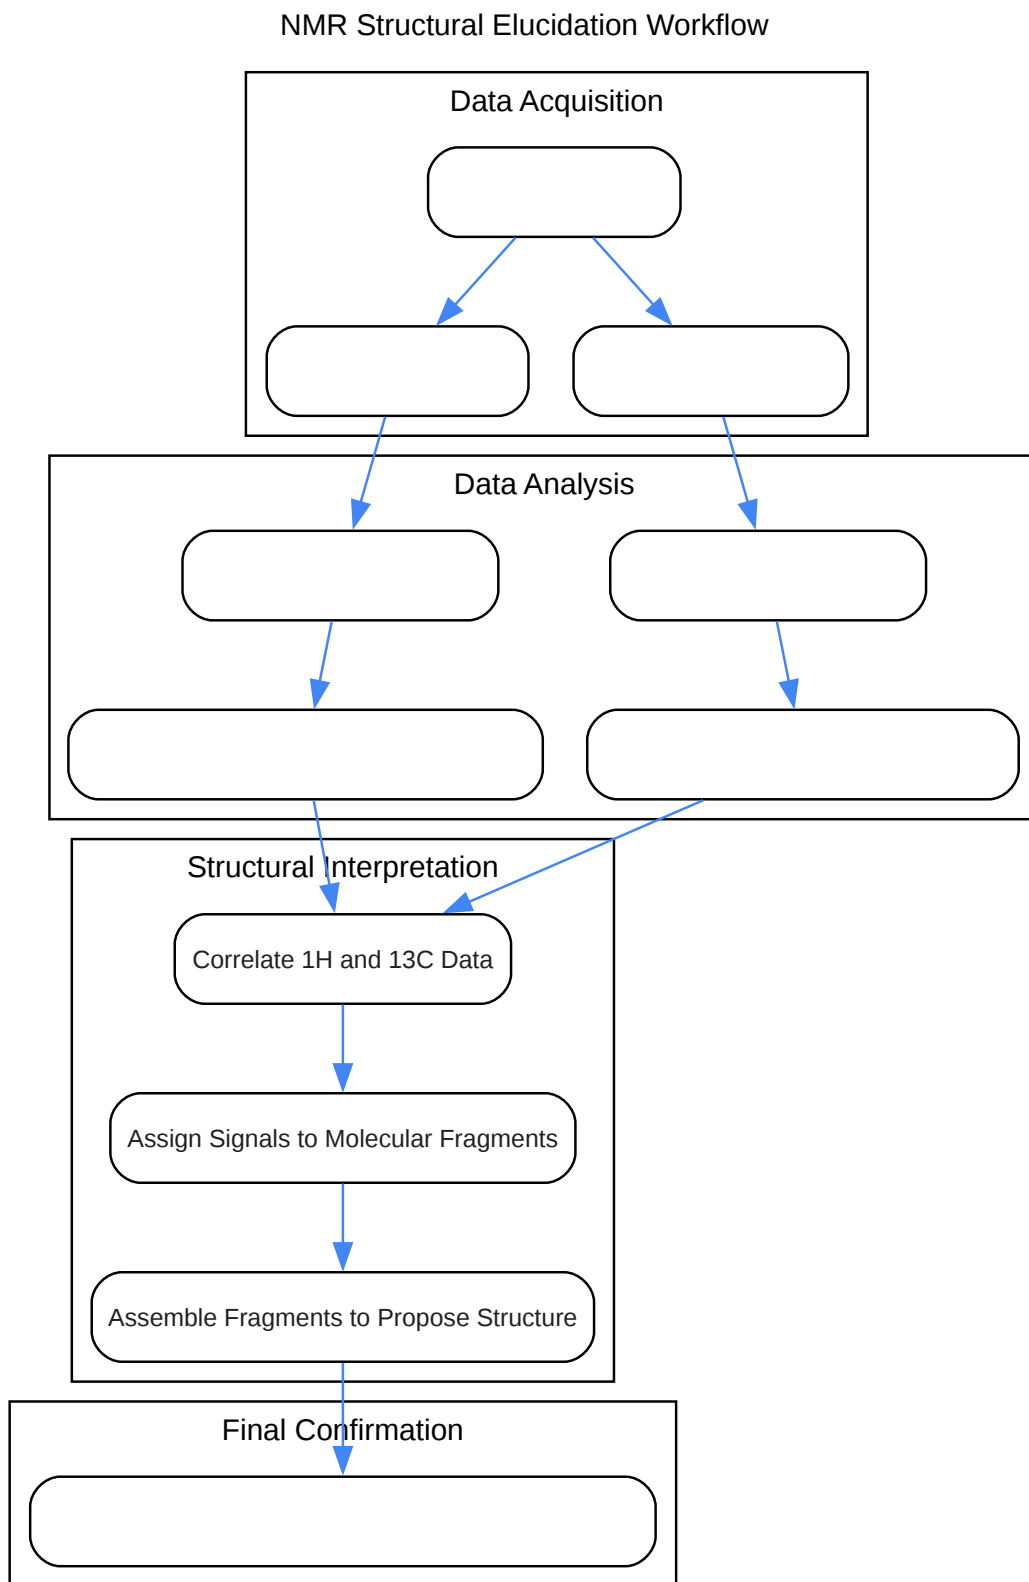 NMR Structural Elucidation Workflow
Data Acquisition
Data Analysis
Structural Interpretation
Correlate 1H and 13C Data
Assign Signals to Molecular Fragments
Assemble Fragments to Propose Structure
Final Confirmation